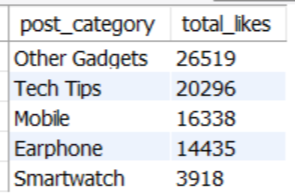 post_category total_likes
Other Gadgets 26519
Tech Tips 20296
Mobile 16338
Earphone 14435
Smartwatch 3918